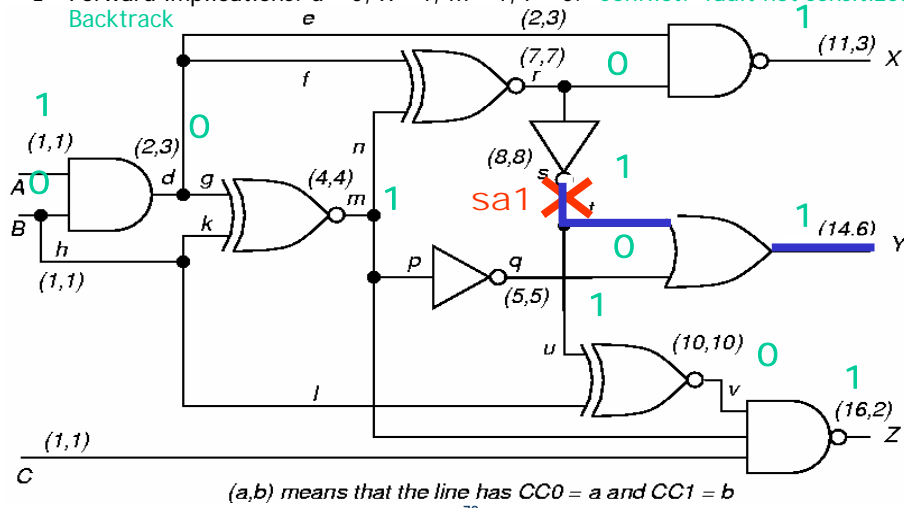 e (2,3) 1
Backtrack
(11,3) X
(7,7)
f r 0
1
(1,1) (2,3) 0
n (8,8) 1
s
A 0 d g (4,4) m 1 sa1 t
B k 0 1 (14,6) Y
h
(1,1) p q
(5,5)
1
u (10,10) 0
v 1
l (16,2)
(1,1) Z
C
(a,b) means that the line has CC0 = a and CC1 = b